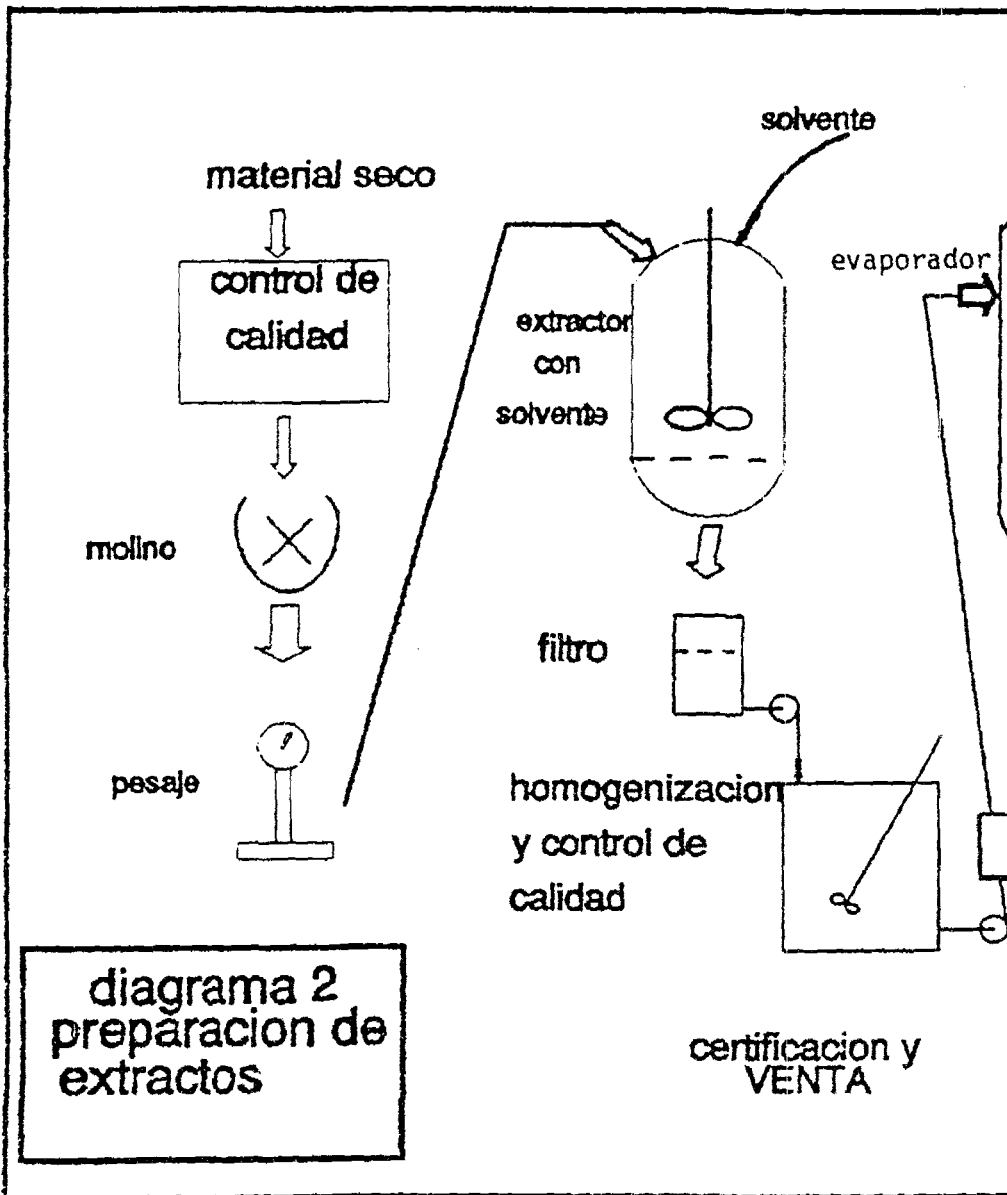 material seco
control de
calidad
molino
pesaje
solvente
extractor
con
solvente
filtro
homogenizacion
y control de
calidad
evaporador
certificacion y
VENTA
diagrama 2
preparacion de
extractos